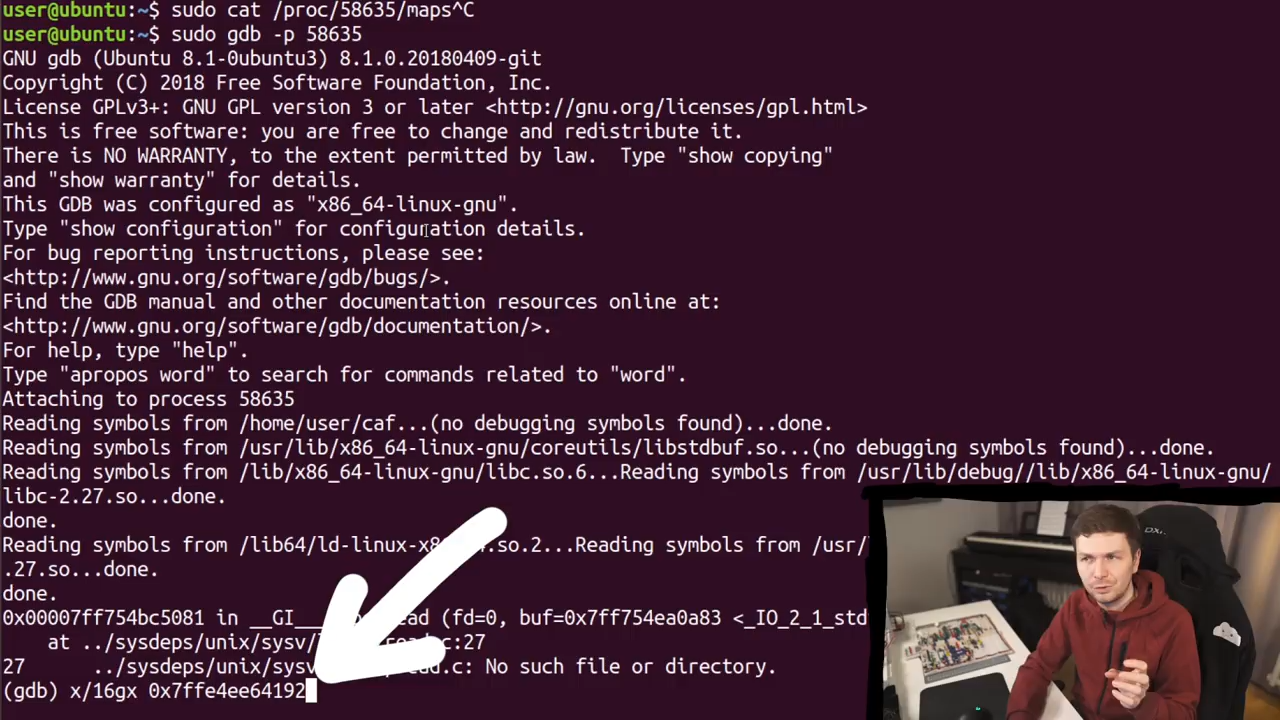 user@ubuntu:~$ sudo cat /proc/58635/maps^C
user@ubuntu:~$ sudo gdb -p 58635
GNU gdb (Ubuntu 8.1-0ubuntu3) 8.1.0.20180409-git
Copyright (C) 2018 Free Software Foundation, Inc.
License GPLv3+: GNU GPL version 3 or later <http://gnu.org/licenses/gpl.html>
This is free software: you are free to change and redistribute it.
There is NO WARRANTY, to the extent permitted by law.  Type "show copying"
and "show warranty" for details.
This GDB was configured as "x86_64-linux-gnu".
Type "show configuration" for configuration details.
For bug reporting instructions, please see:
<http://www.gnu.org/software/gdb/bugs/>.
Find the GDB manual and other documentation resources online at:
<http://www.gnu.org/software/gdb/documentation/>.
For help, type "help".
Type "apropos word" to search for commands related to "word".
Attaching to process 58635
Reading symbols from /home/user/caf...(no debugging symbols found)...done.
Reading symbols from /usr/lib/x86_64-linux-gnu/coreutils/libstdbuf.so...(no debugging symbols found)...done.
Reading symbols from /lib/x86_64-linux-gnu/libc.so.6...Reading symbols from /usr/lib/debug//lib/x86_64-linux-gnu/
libc-2.27.so...done.
done.
Reading symbols from /lib64/ld-linux-x8 .so.2...Reading symbols from /usr/
.27.so...done.
done.
0x00007ff754bc5081 in __GI__ ead (fd=0, buf=0x7ff754ea0a83 <_IO_2_1_std
at ../sysdeps/unix/sysv/ read.c:27
27      ../sysdeps/unix/sysv ead.c: No such file or directory.
(gdb) x/16gx 0x7ffe4ee64192